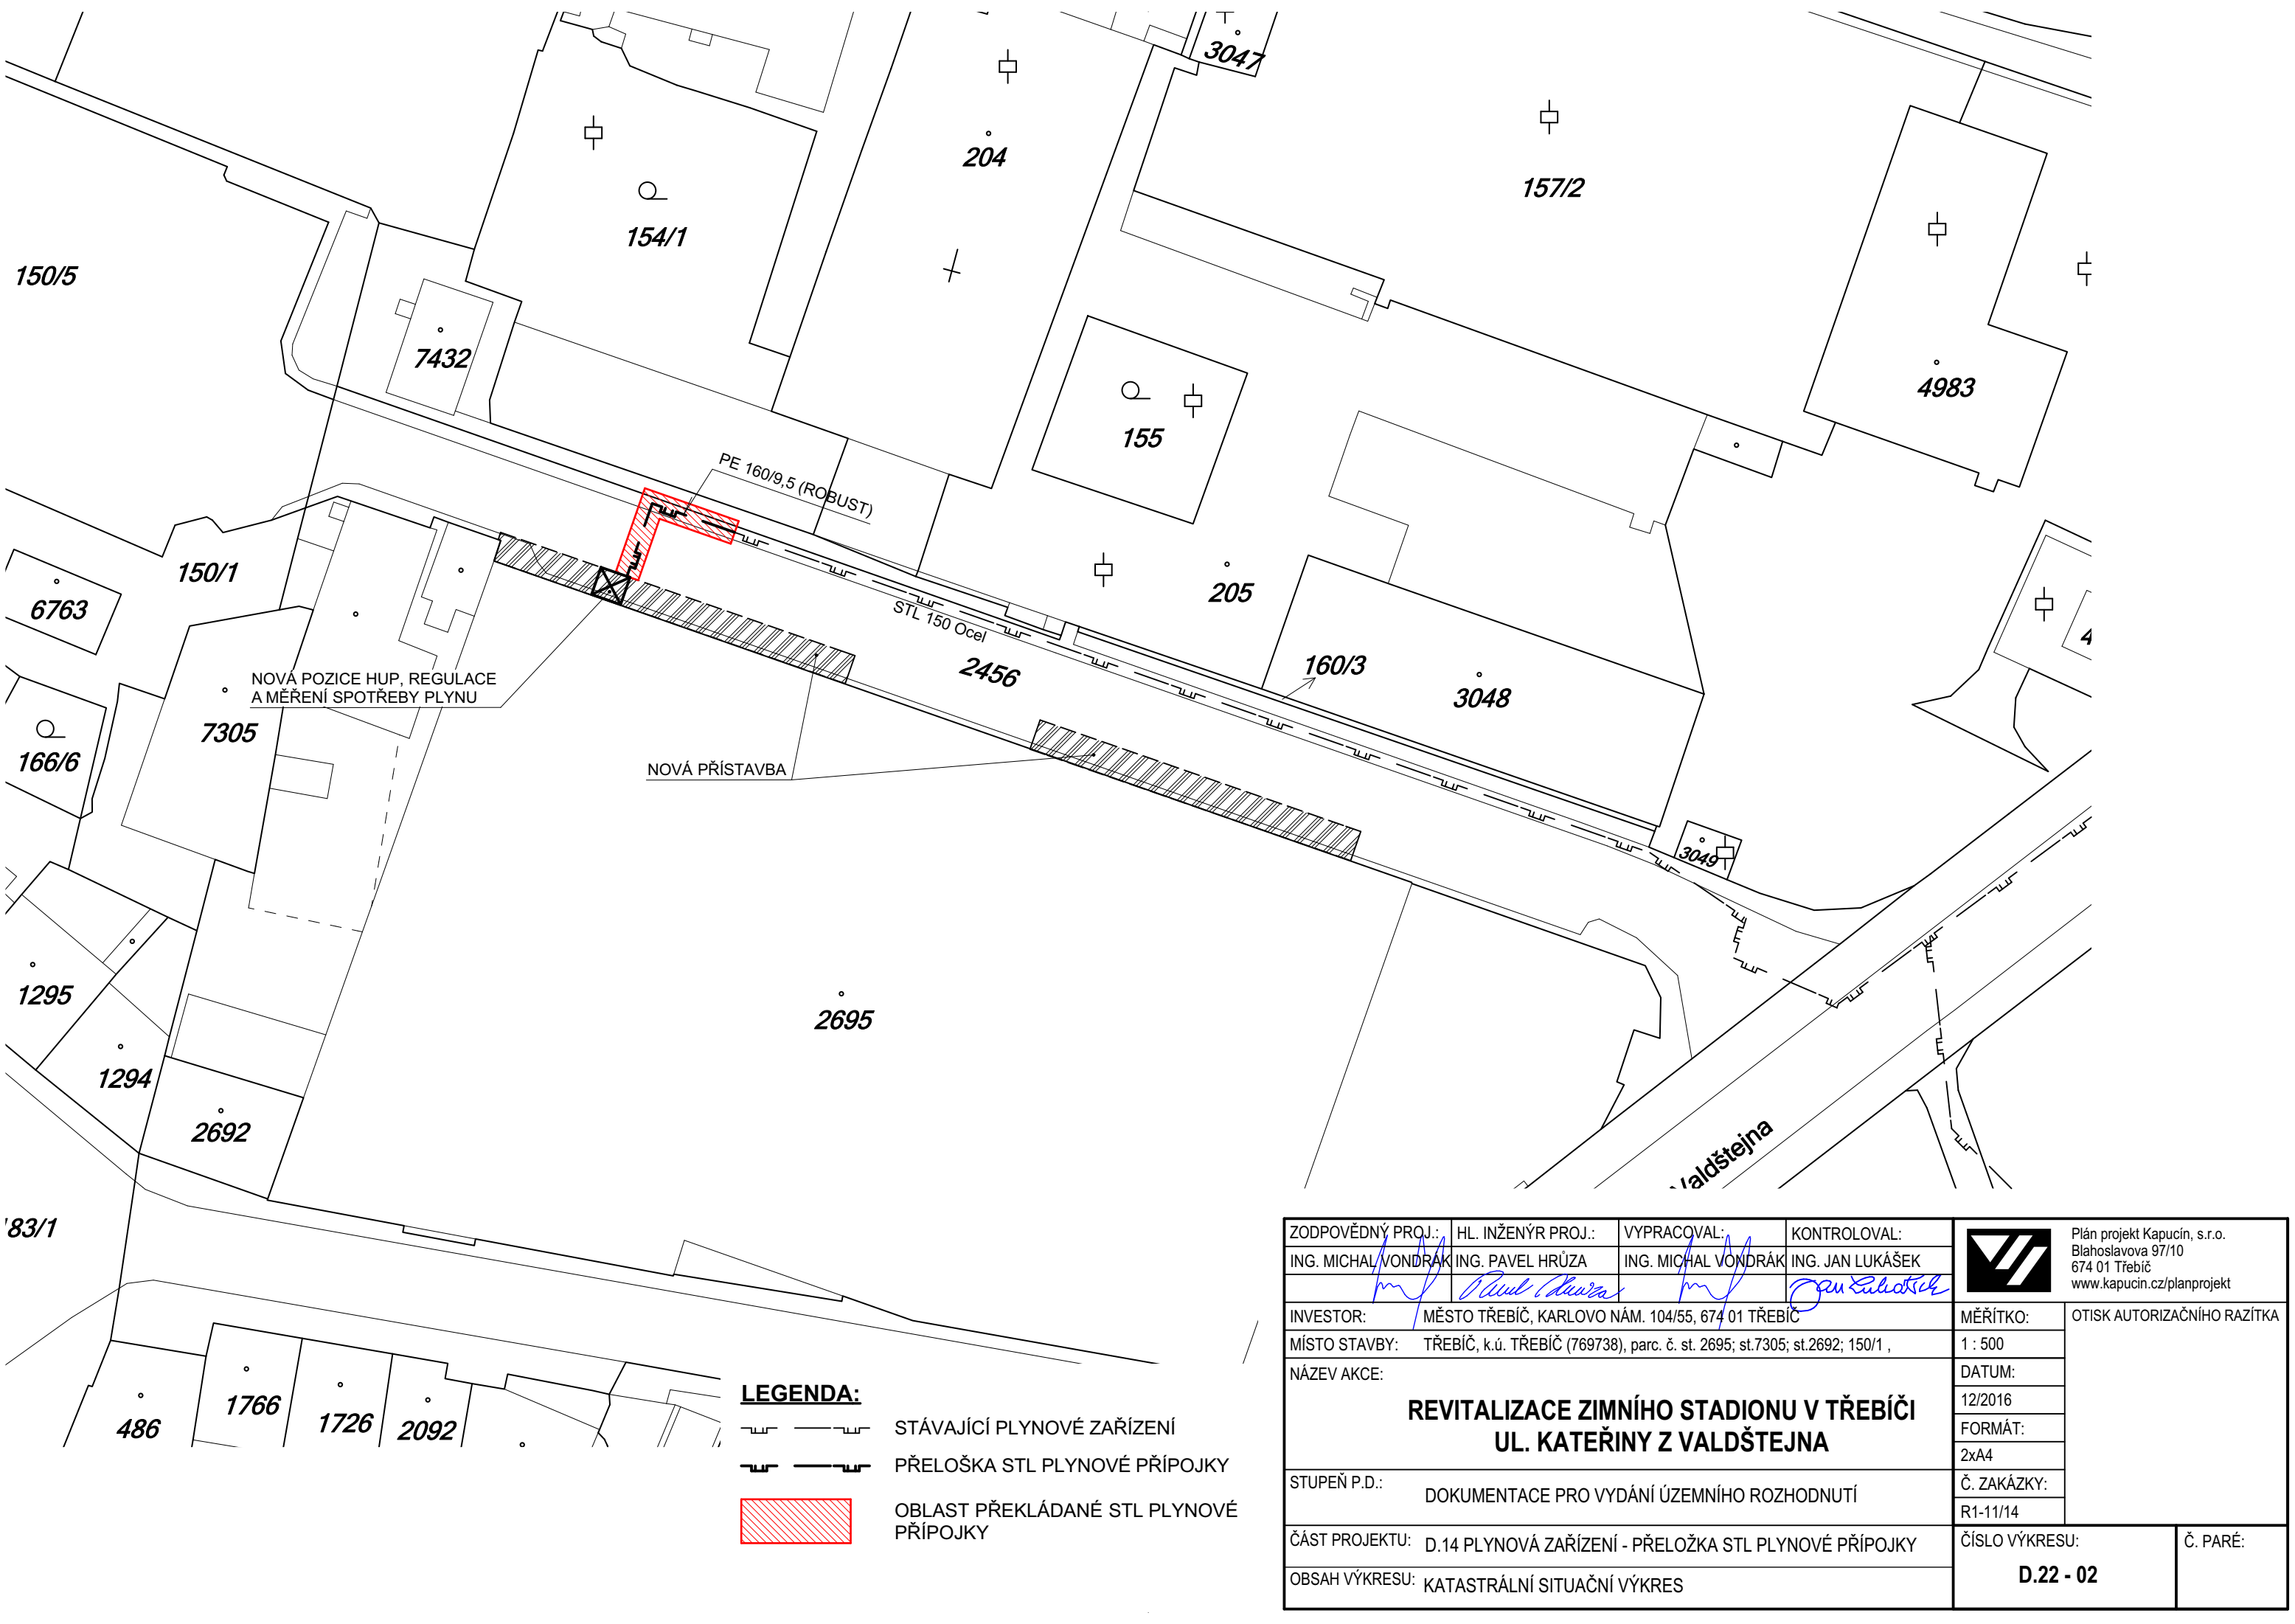 3047
204
157/2
154/1
150/5
7432
4983
155
PE 160/9,5 (ROBUST)
150/1
6763
205
STL 150 Ocel
2456
160/3
3048
NOVÁ POZICE HUP, REGULACE
A MĚŘENÍ SPOTŘEBY PLYNU
7305
166/6
NOVÁ PŘÍSTAVBA
3049
1295
2695
1294
2692
Valdštejna
183/1
1766
1726
486
2092
LEGENDA:
STÁVAJÍCÍ PLYNOVÉ ZAŘÍZENÍ
PŘELOŠKA STL PLYNOVÉ PŘÍPOJKY
OBLAST PŘEKLÁDANÉ STL PLYNOVÉ
PŘÍPOJKY
ZODPOVĚDNÝ PROJ.: HL. INŽENÝR PROJ.: VYPRACOVAL: KONTROLOVAL:
ING. MICHAL VONDRÁK ING. PAVEL HRŮZA ING. MICHAL VONDRÁK ING. JAN LUKÁŠEK
INVESTOR: MĚSTO TŘEBÍČ, KARLOVO NÁM. 104/55, 674 01 TŘEBÍČ
MÍSTO STAVBY: TŘEBÍČ, k.ú. TŘEBÍČ (769738), parc. č. st. 2695; st.7305; st.2692; 150/1 ,
NÁZEV AKCE:
REVITALIZACE ZIMNÍHO STADIONU V TŘEBÍČI
UL. KATEŘINY Z VALDŠTEJNA
STUPEŇ P.D.: DOKUMENTACE PRO VYDÁNÍ ÚZEMNÍHO ROZHODNUTÍ
ČÁST PROJEKTU: D.14 PLYNOVÁ ZAŘÍZENÍ - PŘELOŽKA STL PLYNOVÉ PŘÍPOJKY
OBSAH VÝKRESU: KATASTRÁLNÍ SITUAČNÍ VÝKRES
Plán projekt Kapucín, s.r.o.
Blahoslavova 97/10
674 01 Třebíč
www.kapucin.cz/planprojekt
MĚŘÍTKO: OTISK AUTORIZAČNÍHO RAZÍTKA
1 : 500
DATUM:
12/2016
FORMÁT:
2xA4
Č. ZAKÁZKY:
R1-11/14
ČÍSLO VÝKRESU: Č. PARÉ:
D.22 - 02